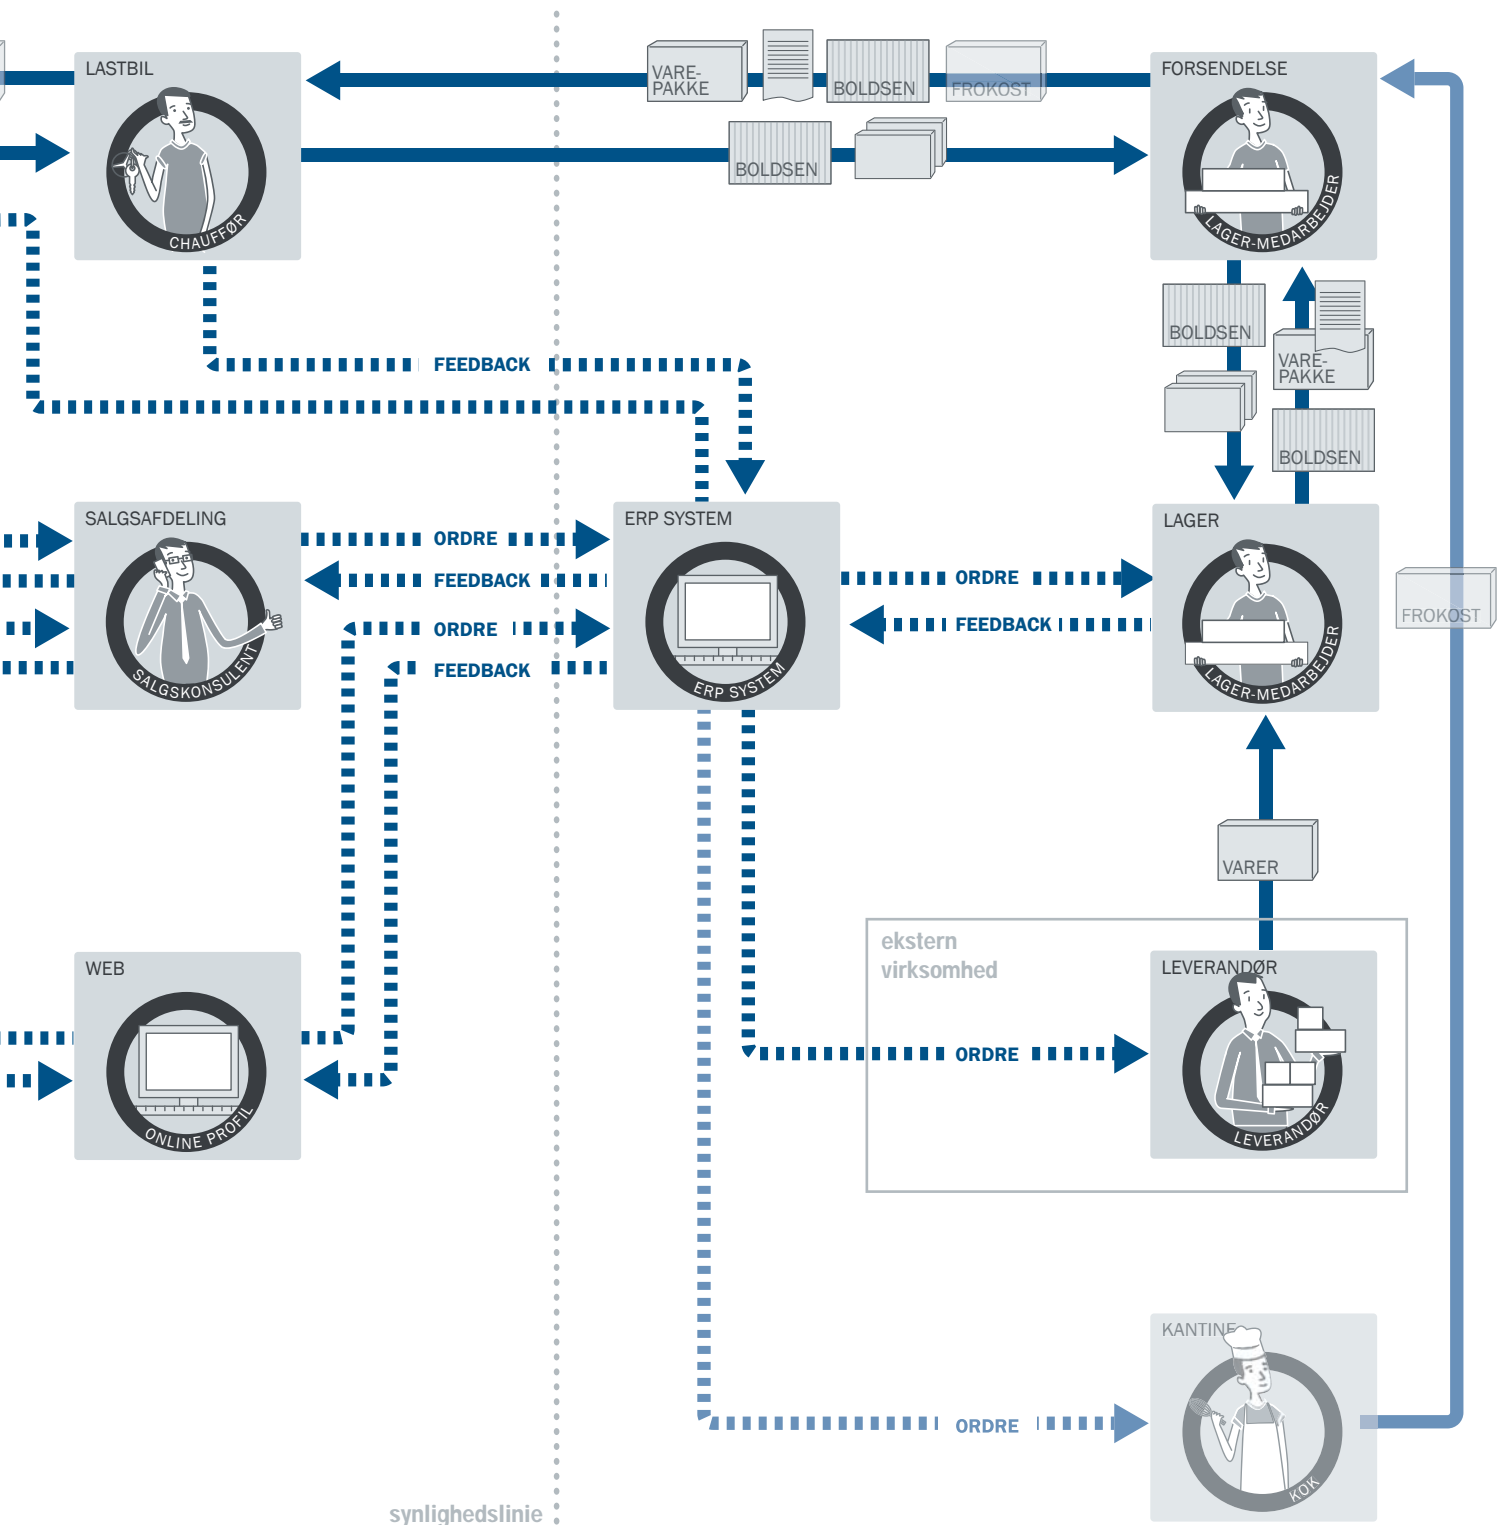 LASTBIL
CHAUFFØR
VARE-
PAKKE
BOLDSEN
FROKOST
FORSENDELSE
LAGER-MEDARBEJDER
BOLDSEN
BOLDSEN
VARE-
PAKKE
BOLDSEN
FEEDBACK
SALGSAFDELING
SALGSKONSULENT
ORDRE
FEEDBACK
ORDRE
FEEDBACK
ERP SYSTEM
ERP SYSTEM
ORDRE
FEEDBACK
LAGER
LAGER-MEDARBEJDER
FROKOST
VARER
ekstern
virksomhed
LEVERANDØR
LEVERANDØR
WEB
ONLINE PROFIL
ORDRE
KANTINE
KOK
ORDRE
synlighedslinie